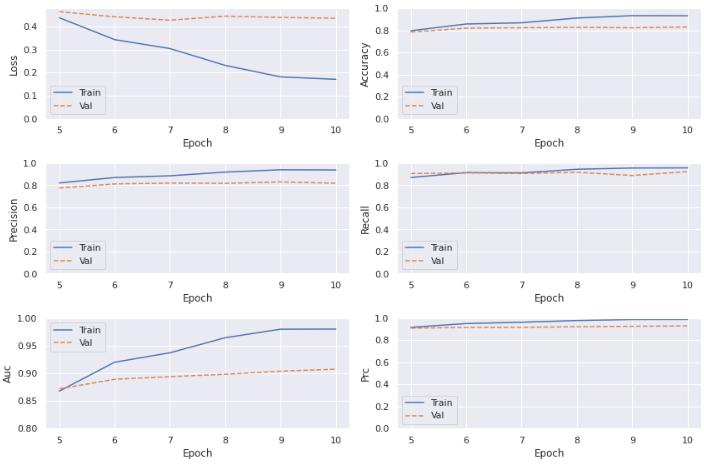 0.4
0.3
0.2
0.1
0.0
Loss
Train
Val
5 6 7 8 9 10
Epoch
1.0
0.8
0.6
0.4
0.2
0.0
Accuracy
Train
Val
5 6 7 8 9 10
Epoch
1.0
0.8
0.6
0.4
0.2
0.0
Precision
Train
Val
5 6 7 8 9 10
Epoch
1.0
0.8
0.6
0.4
0.2
0.0
Recall
Train
Val
5 6 7 8 9 10
Epoch
1.00
0.95
0.90
0.85
0.80
Auc
Train
Val
5 6 7 8 9 10
Epoch
1.0
0.8
0.6
0.4
0.2
0.0
Prc
Train
Val
5 6 7 8 9 10
Epoch